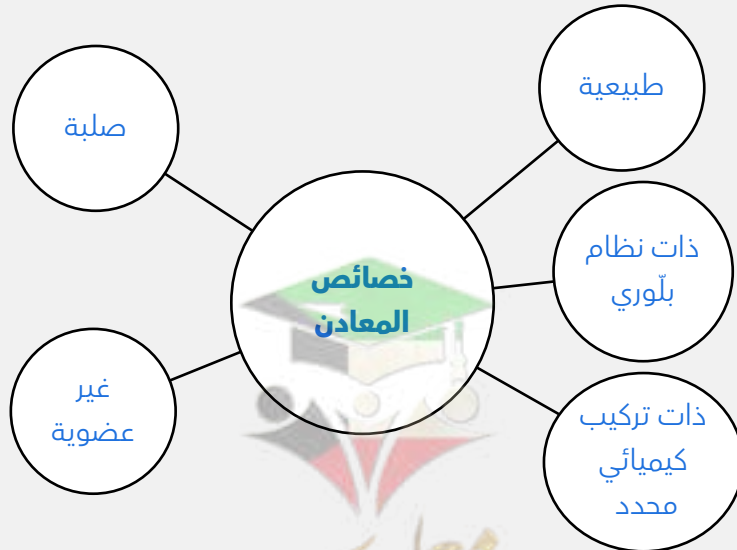 طبيعية
صلبة
ذات نظام
بلّوري
خصائص
المعادن
غير
عضوية
ذات تركيب
كيميائي
محدد